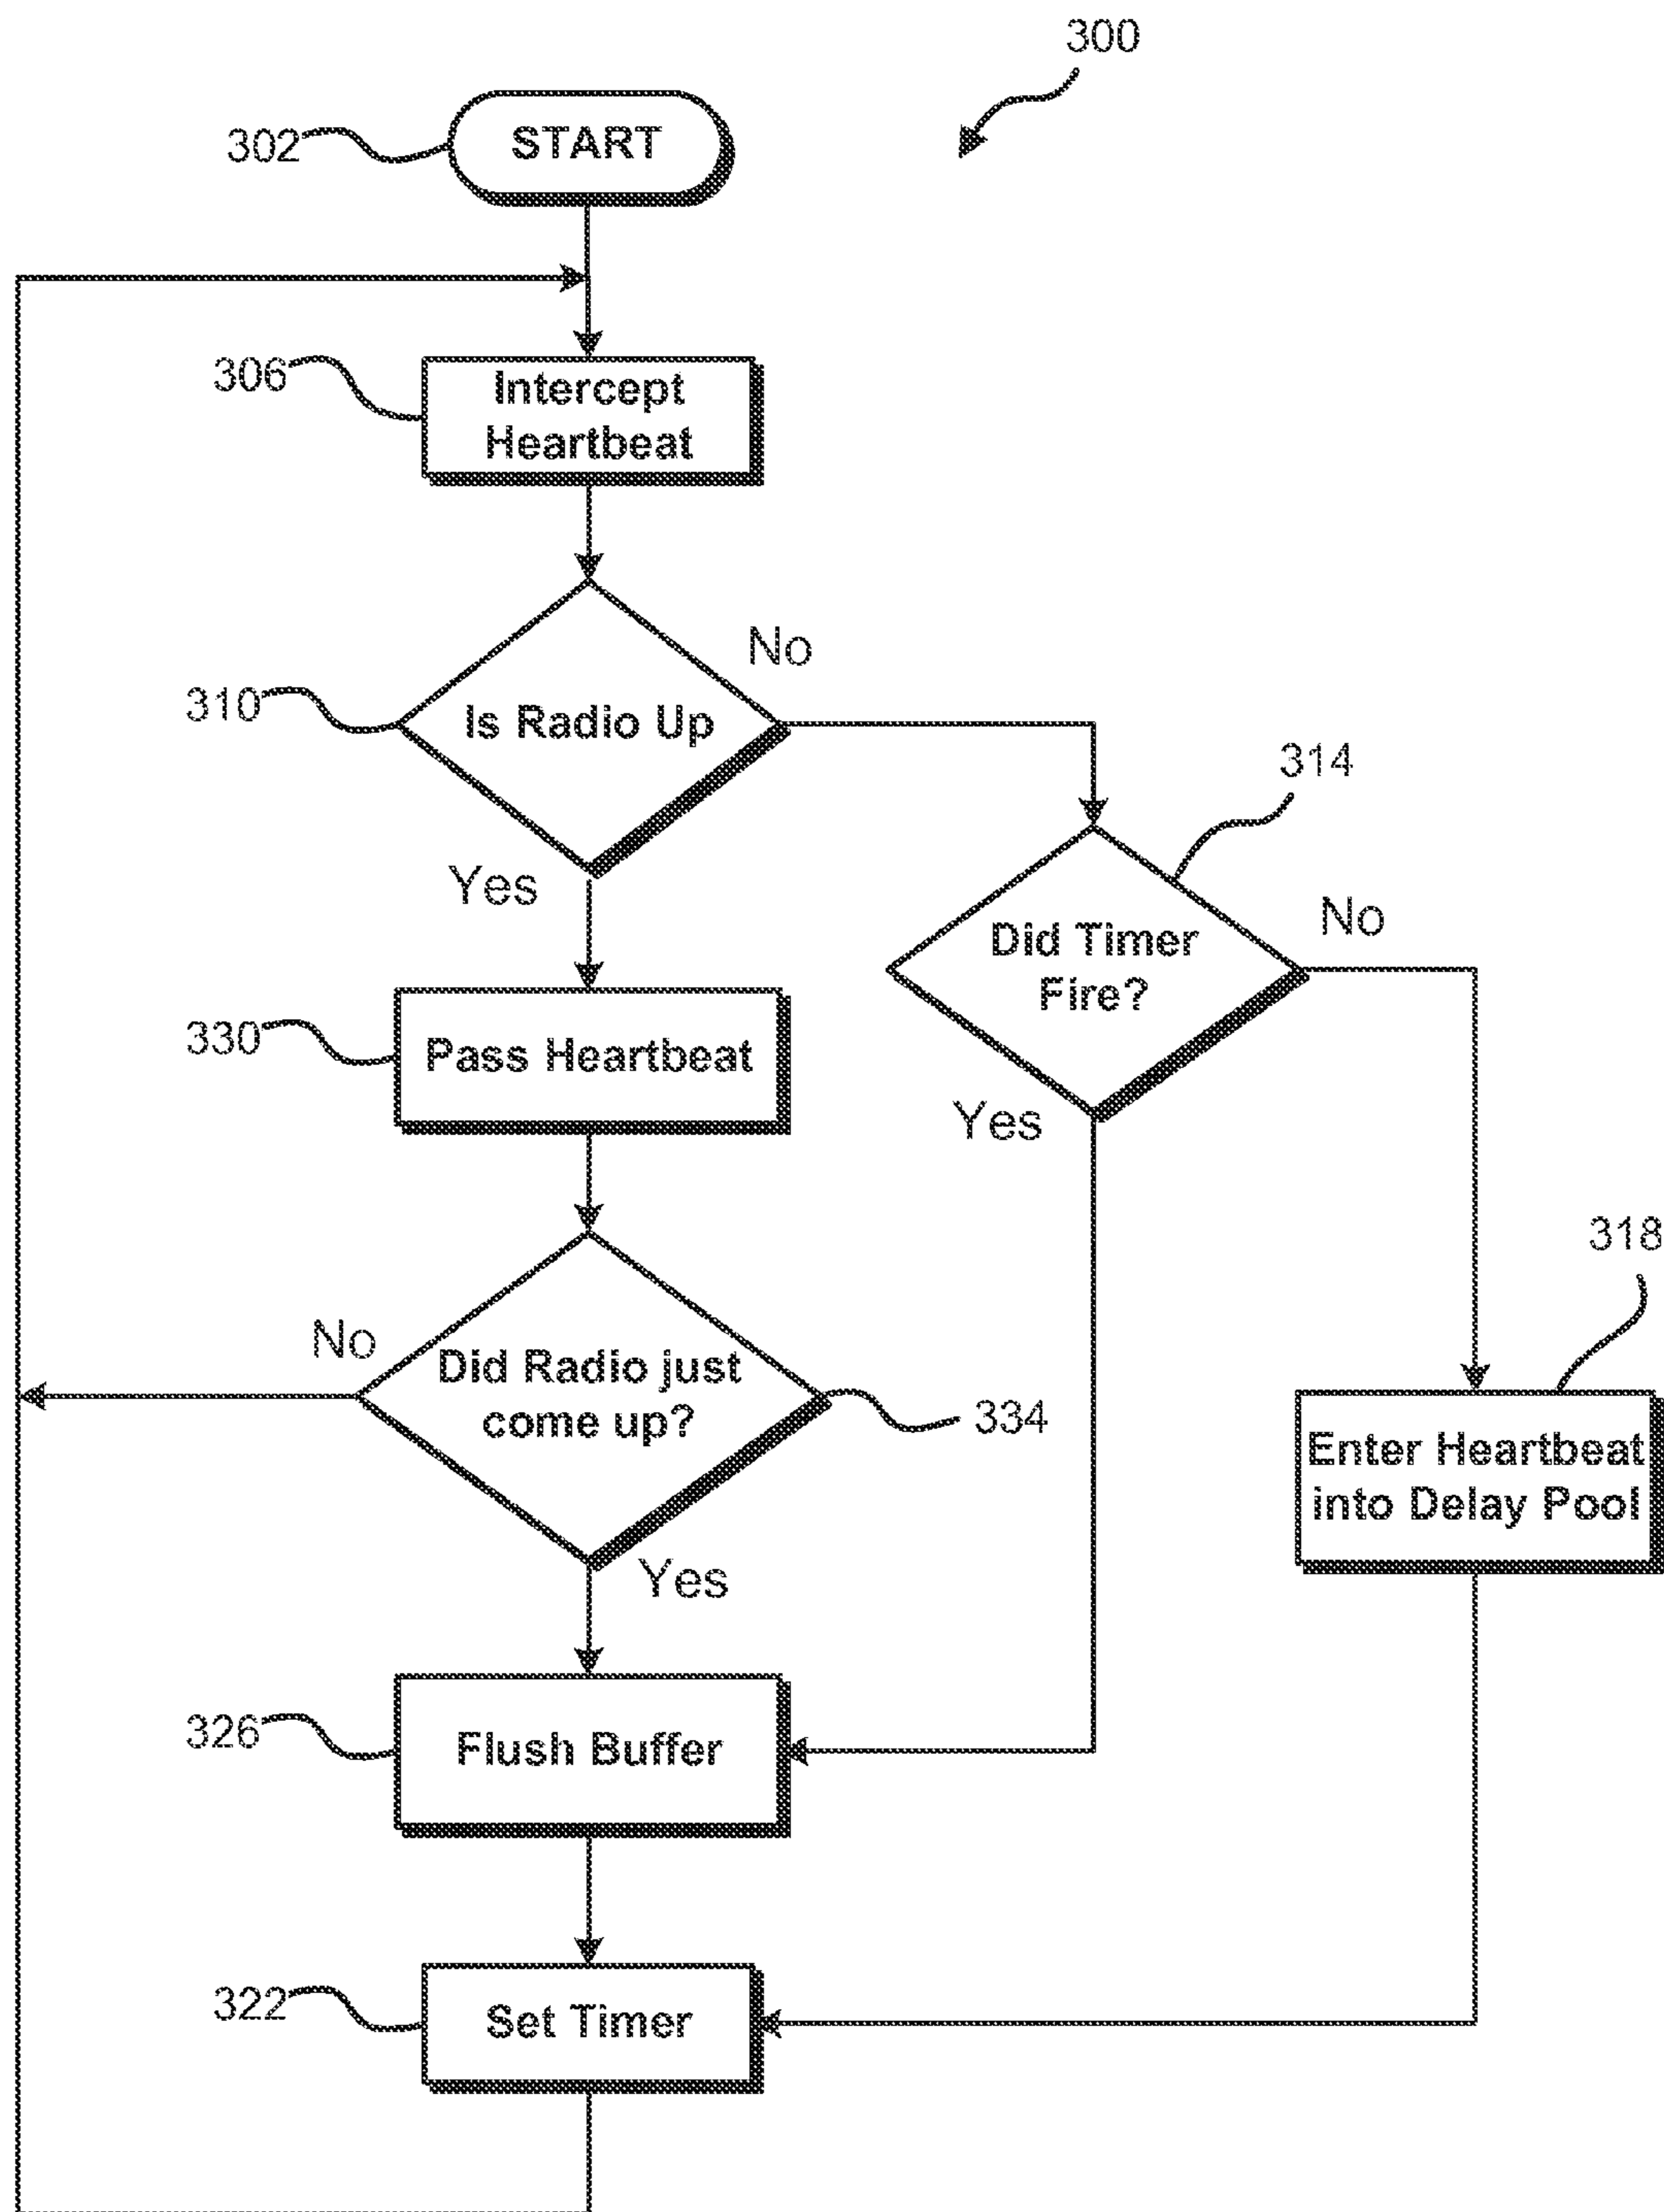 300
302
START
306
Intercept
Heartbeat
310
Is Radio Up
No
Yes
314
Did Timer
Fire?
No
Yes
330
Pass Heartbeat
318
Enter Heartbeat
into Delay Pool
No
Did Radio just
come up?
334
Yes
326
Flush Buffer
322
Set Timer